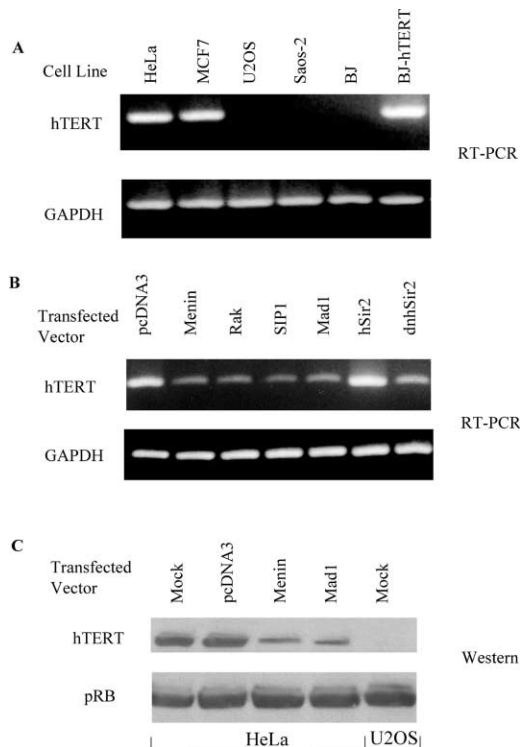 A
Cell Line
HeLa
MCF7
U2OS
Saos-2
BJ
BJ-hTERT
hTERT
RT-PCR
GAPDH
B
Transfected
Vector
pcDNA3
Menin
Rak
SIP1
Mad1
hSir2
dnhSir2
hTERT
RT-PCR
GAPDH
C
Transfected
Vector
Mock
pcDNA3
Menin
Mad1
Mock
hTERT
Western
pRB
HeLa
U2OS